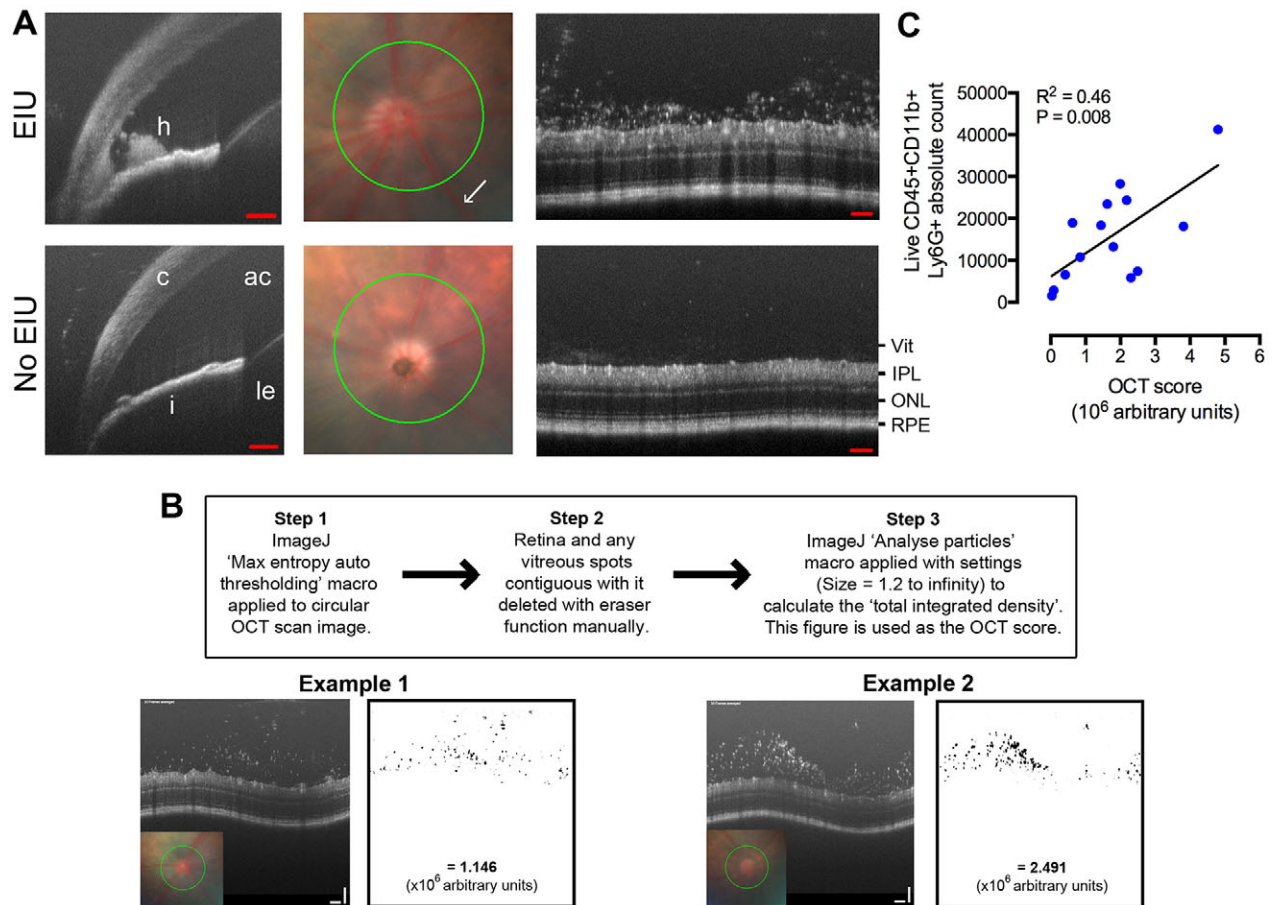 A
EIU
h
No EIU
c
ac
i
le
Vit
IPL
ONL
RPE
C
Live CD45+CD11b+
Ly6G+ absolute count
50000
40000
30000
20000
10000
0
R² = 0.46
P = 0.008
0 1 2 3 4 5 6
OCT score
(10⁶ arbitrary units)
B
Step 1
ImageJ
‘Max entropy auto
thresholding’ macro
applied to circular
OCT scan image.
Step 2
Retina and any
vitreous spots
contiguous with it
deleted with eraser
function manually.
Step 3
ImageJ ‘Analyse particles’
macro applied with settings
(Size = 1.2 to infinity) to
calculate the ‘total integrated density’.
This figure is used as the OCT score.
Example 1
= 1.146
(x10⁶ arbitrary units)
Example 2
= 2.491
(x10⁶ arbitrary units)